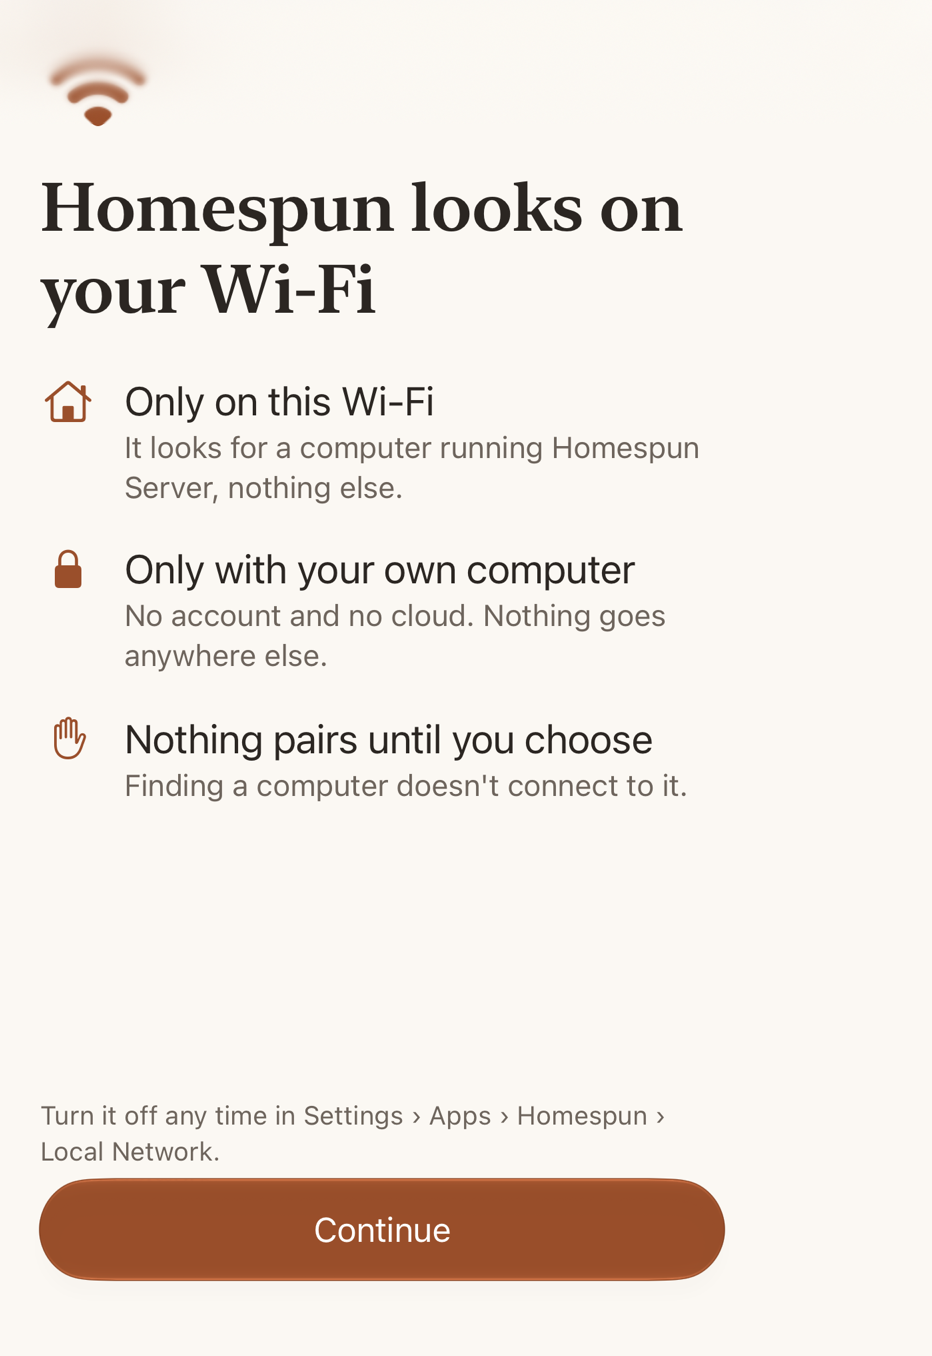 Homespun looks on
your Wi-Fi
Only on this Wi-Fi
It looks for a computer running Homespun
Server, nothing else.
Only with your own computer
No account and no cloud. Nothing goes
anywhere else.
Nothing pairs until you choose
Finding a computer doesn't connect to it.
Turn it off any time in Settings › Apps › Homespun ›
Local Network.
Continue